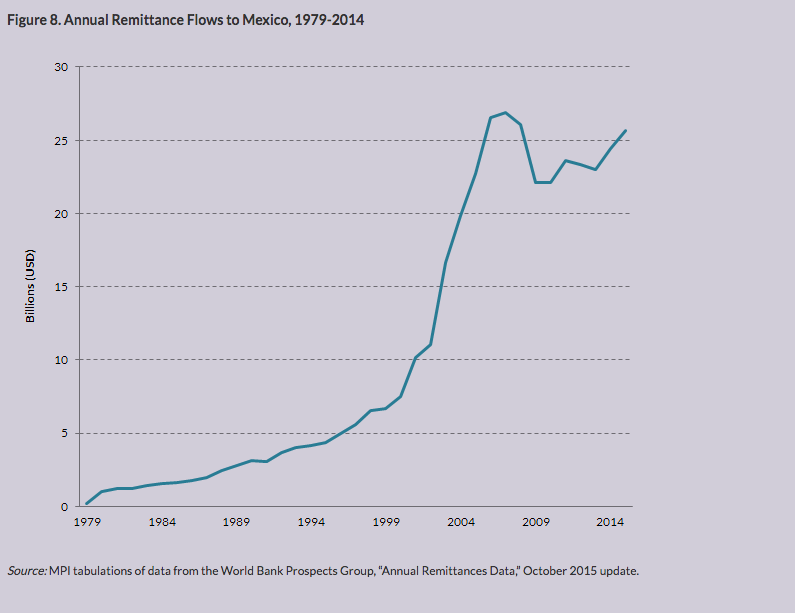 Figure 8. Annual Remittance Flows to Mexico, 1979-2014
30
25
20
15
10
5
0
Billions (USD)
1979 1984 1989 1994 1999 2004 2009 2014
Source: MPI tabulations of data from the World Bank Prospects Group, "Annual Remittances Data," October 2015 update.